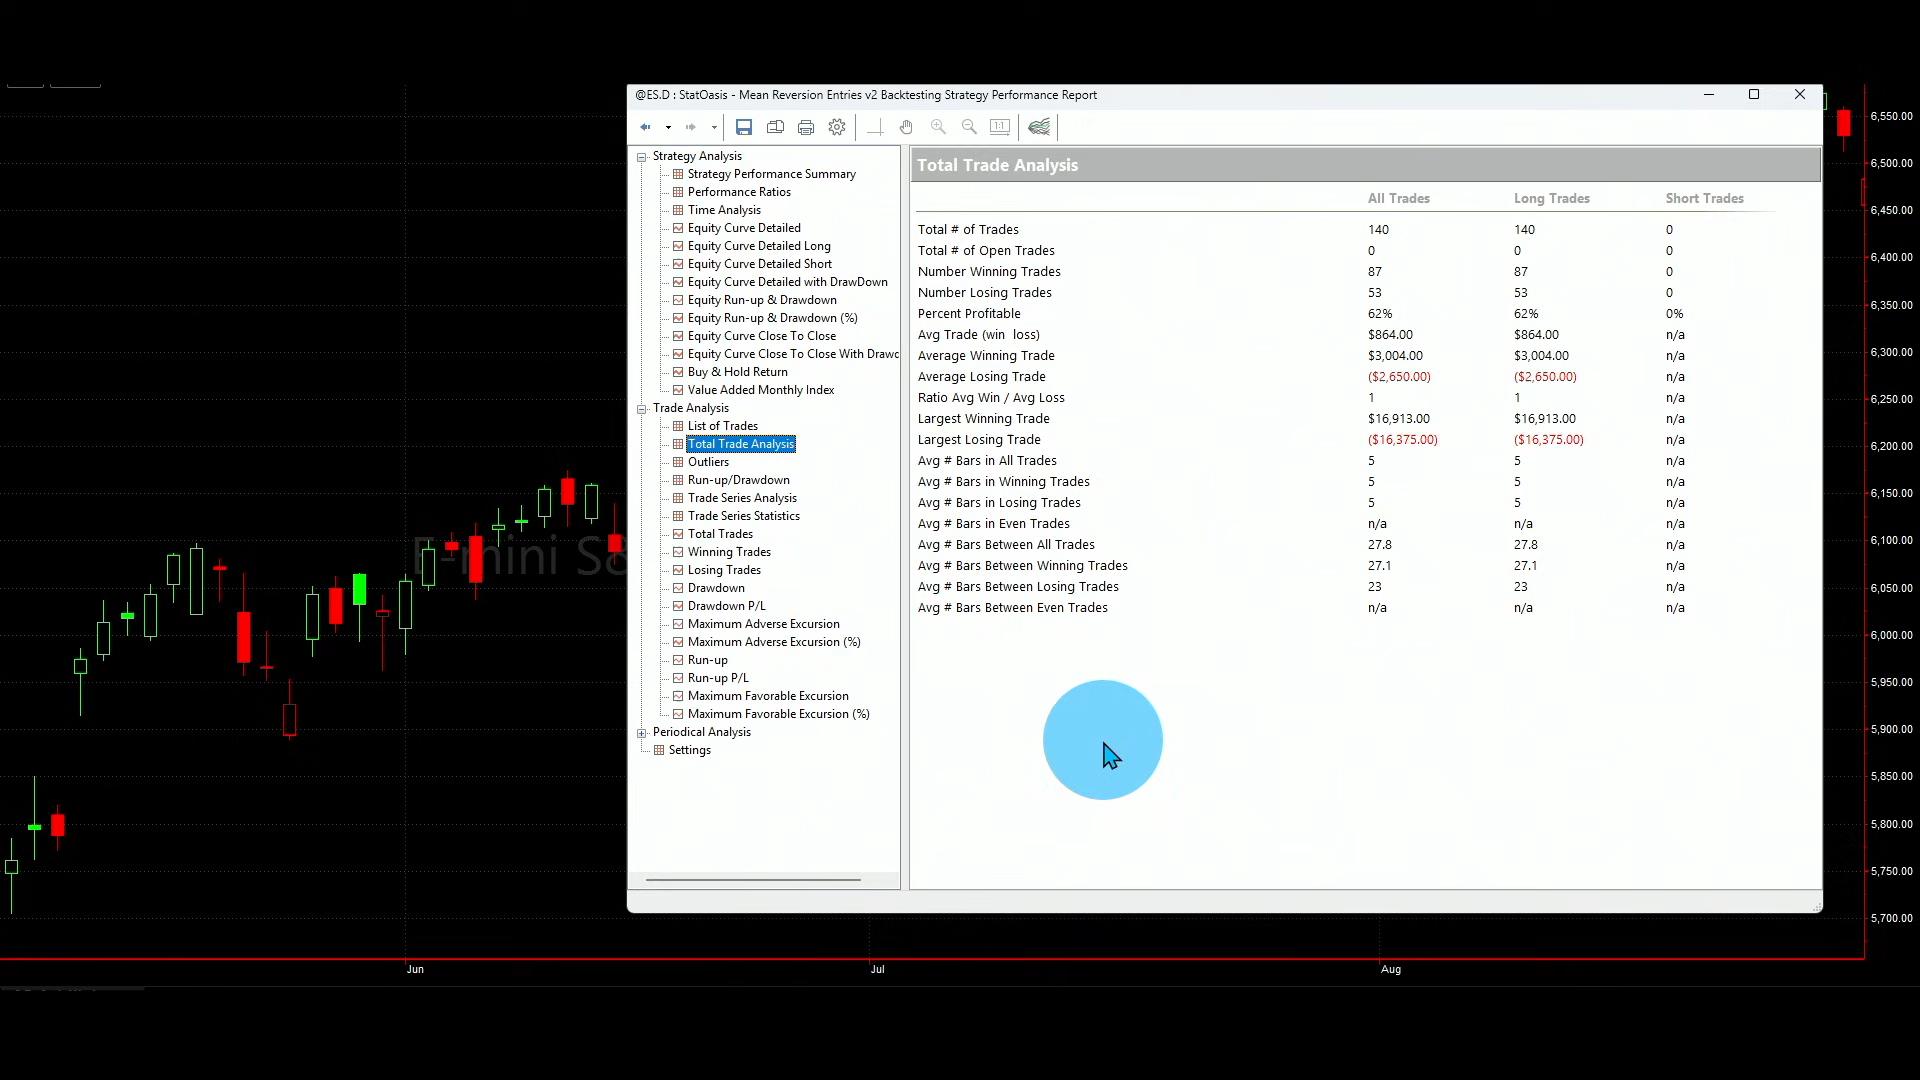 @ES.D : StatOasis - Mean Reversion Entries v2 Backtesting Strategy Performance Report
1:1
Strategy Analysis
Strategy Performance Summary
Performance Ratios
Time Analysis
Equity Curve Detailed
Equity Curve Detailed Long
Equity Curve Detailed Short
Equity Curve Detailed with DrawDown
Equity Run-up & Drawdown
Equity Run-up & Drawdown (%)
Equity Curve Close To Close
Equity Curve Close To Close With Drawd
Buy & Hold Return
Value Added Monthly Index
Trade Analysis
List of Trades
Total Trade Analysis
Outliers
Run-up/Drawdown
Trade Series Analysis
Trade Series Statistics
Total Trades
Winning Trades
Losing Trades
Drawdown
Drawdown P/L
Maximum Adverse Excursion
Maximum Adverse Excursion (%)
Run-up
Run-up P/L
Maximum Favorable Excursion
Maximum Favorable Excursion (%)
Periodical Analysis
Settings
Total Trade Analysis
All Trades Long Trades Short Trades
Total # of Trades 140 140 0
Total # of Open Trades 0 0 0
Number Winning Trades 87 87 0
Number Losing Trades 53 53 0
Percent Profitable 62% 62% 0%
Avg Trade (win loss) $864.00 $864.00 n/a
Average Winning Trade $3,004.00 $3,004.00 n/a
Average Losing Trade ($2,650.00) ($2,650.00) n/a
Ratio Avg Win / Avg Loss 1 1 n/a
Largest Winning Trade $16,913.00 $16,913.00 n/a
Largest Losing Trade ($16,375.00) ($16,375.00) n/a
Avg # Bars in All Trades 5 5 n/a
Avg # Bars in Winning Trades 5 5 n/a
Avg # Bars in Losing Trades 5 5 n/a
Avg # Bars in Even Trades n/a n/a n/a
Avg # Bars Between All Trades 27.8 27.8 n/a
Avg # Bars Between Winning Trades 27.1 27.1 n/a
Avg # Bars Between Losing Trades 23 23 n/a
Avg # Bars Between Even Trades n/a n/a n/a
E-mini S&
6,550.00
6,500.00
6,450.00
6,400.00
6,350.00
6,300.00
6,250.00
6,200.00
6,150.00
6,100.00
6,050.00
6,000.00
5,950.00
5,900.00
5,850.00
5,800.00
5,750.00
5,700.00
Jun Jul Aug